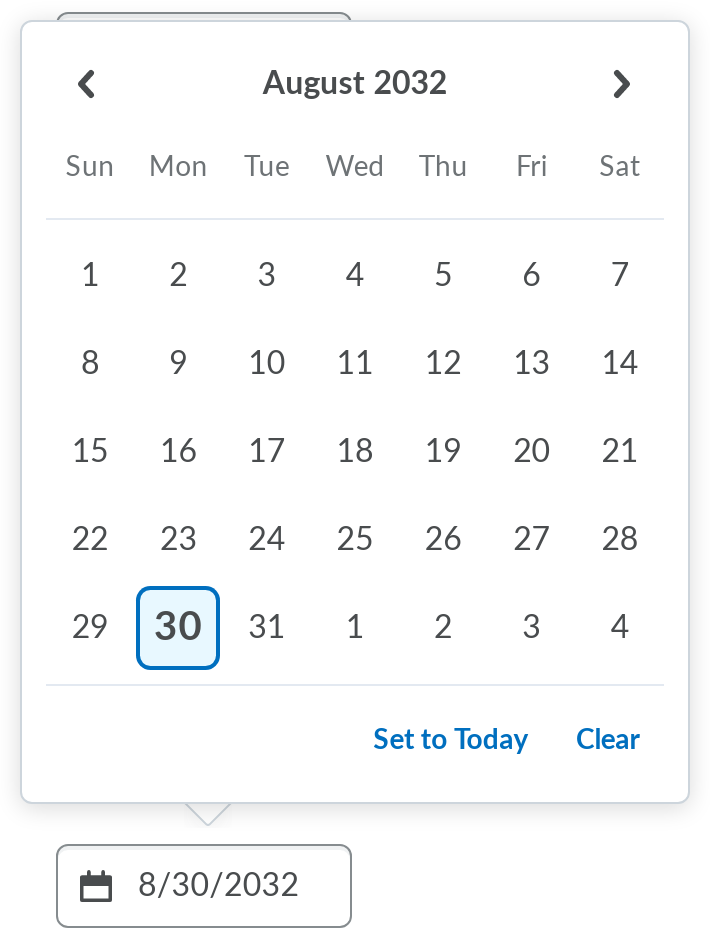 August 2032
Sun Mon Tue Wed Thu Fri Sat
1 2 3 4 5 6 7
8 9 10 11 12 13 14
15 16 17 18 19 20 21
22 23 24 25 26 27 28
29 30 31 1 2 3 4
Set to Today Clear
8/30/2032